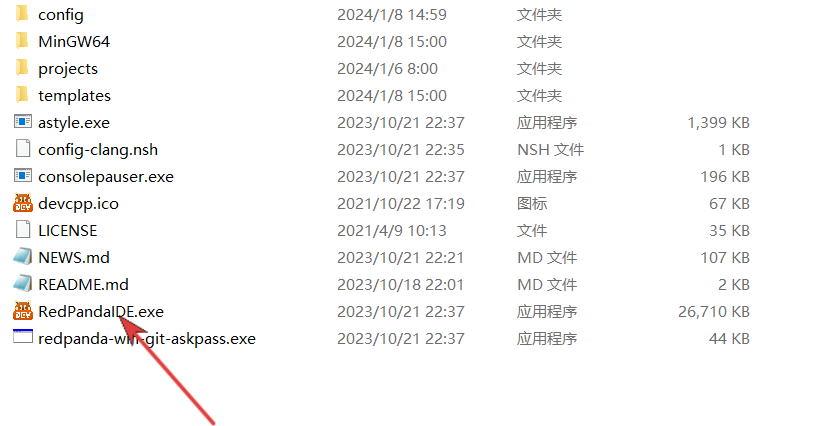 config 2024/1/8 14:59 文件夹
MinGW64 2024/1/8 15:00 文件夹
projects 2024/1/6 8:00 文件夹
templates 2024/1/8 15:00 文件夹
astyle.exe 2023/10/21 22:37 应用程序 1,399 KB
config-clang.nsh 2023/10/21 22:35 NSH 文件 1 KB
consolepauser.exe 2023/10/21 22:37 应用程序 196 KB
devcpp.ico 2021/10/22 17:19 图标 67 KB
LICENSE 2021/4/9 10:13 文件 35 KB
NEWS.md 2023/10/21 22:21 MD 文件 107 KB
README.md 2023/10/18 22:01 MD 文件 2 KB
RedPandaIDE.exe 2023/10/21 22:37 应用程序 26,710 KB
redpanda-win-git-askpass.exe 2023/10/21 22:37 应用程序 44 KB